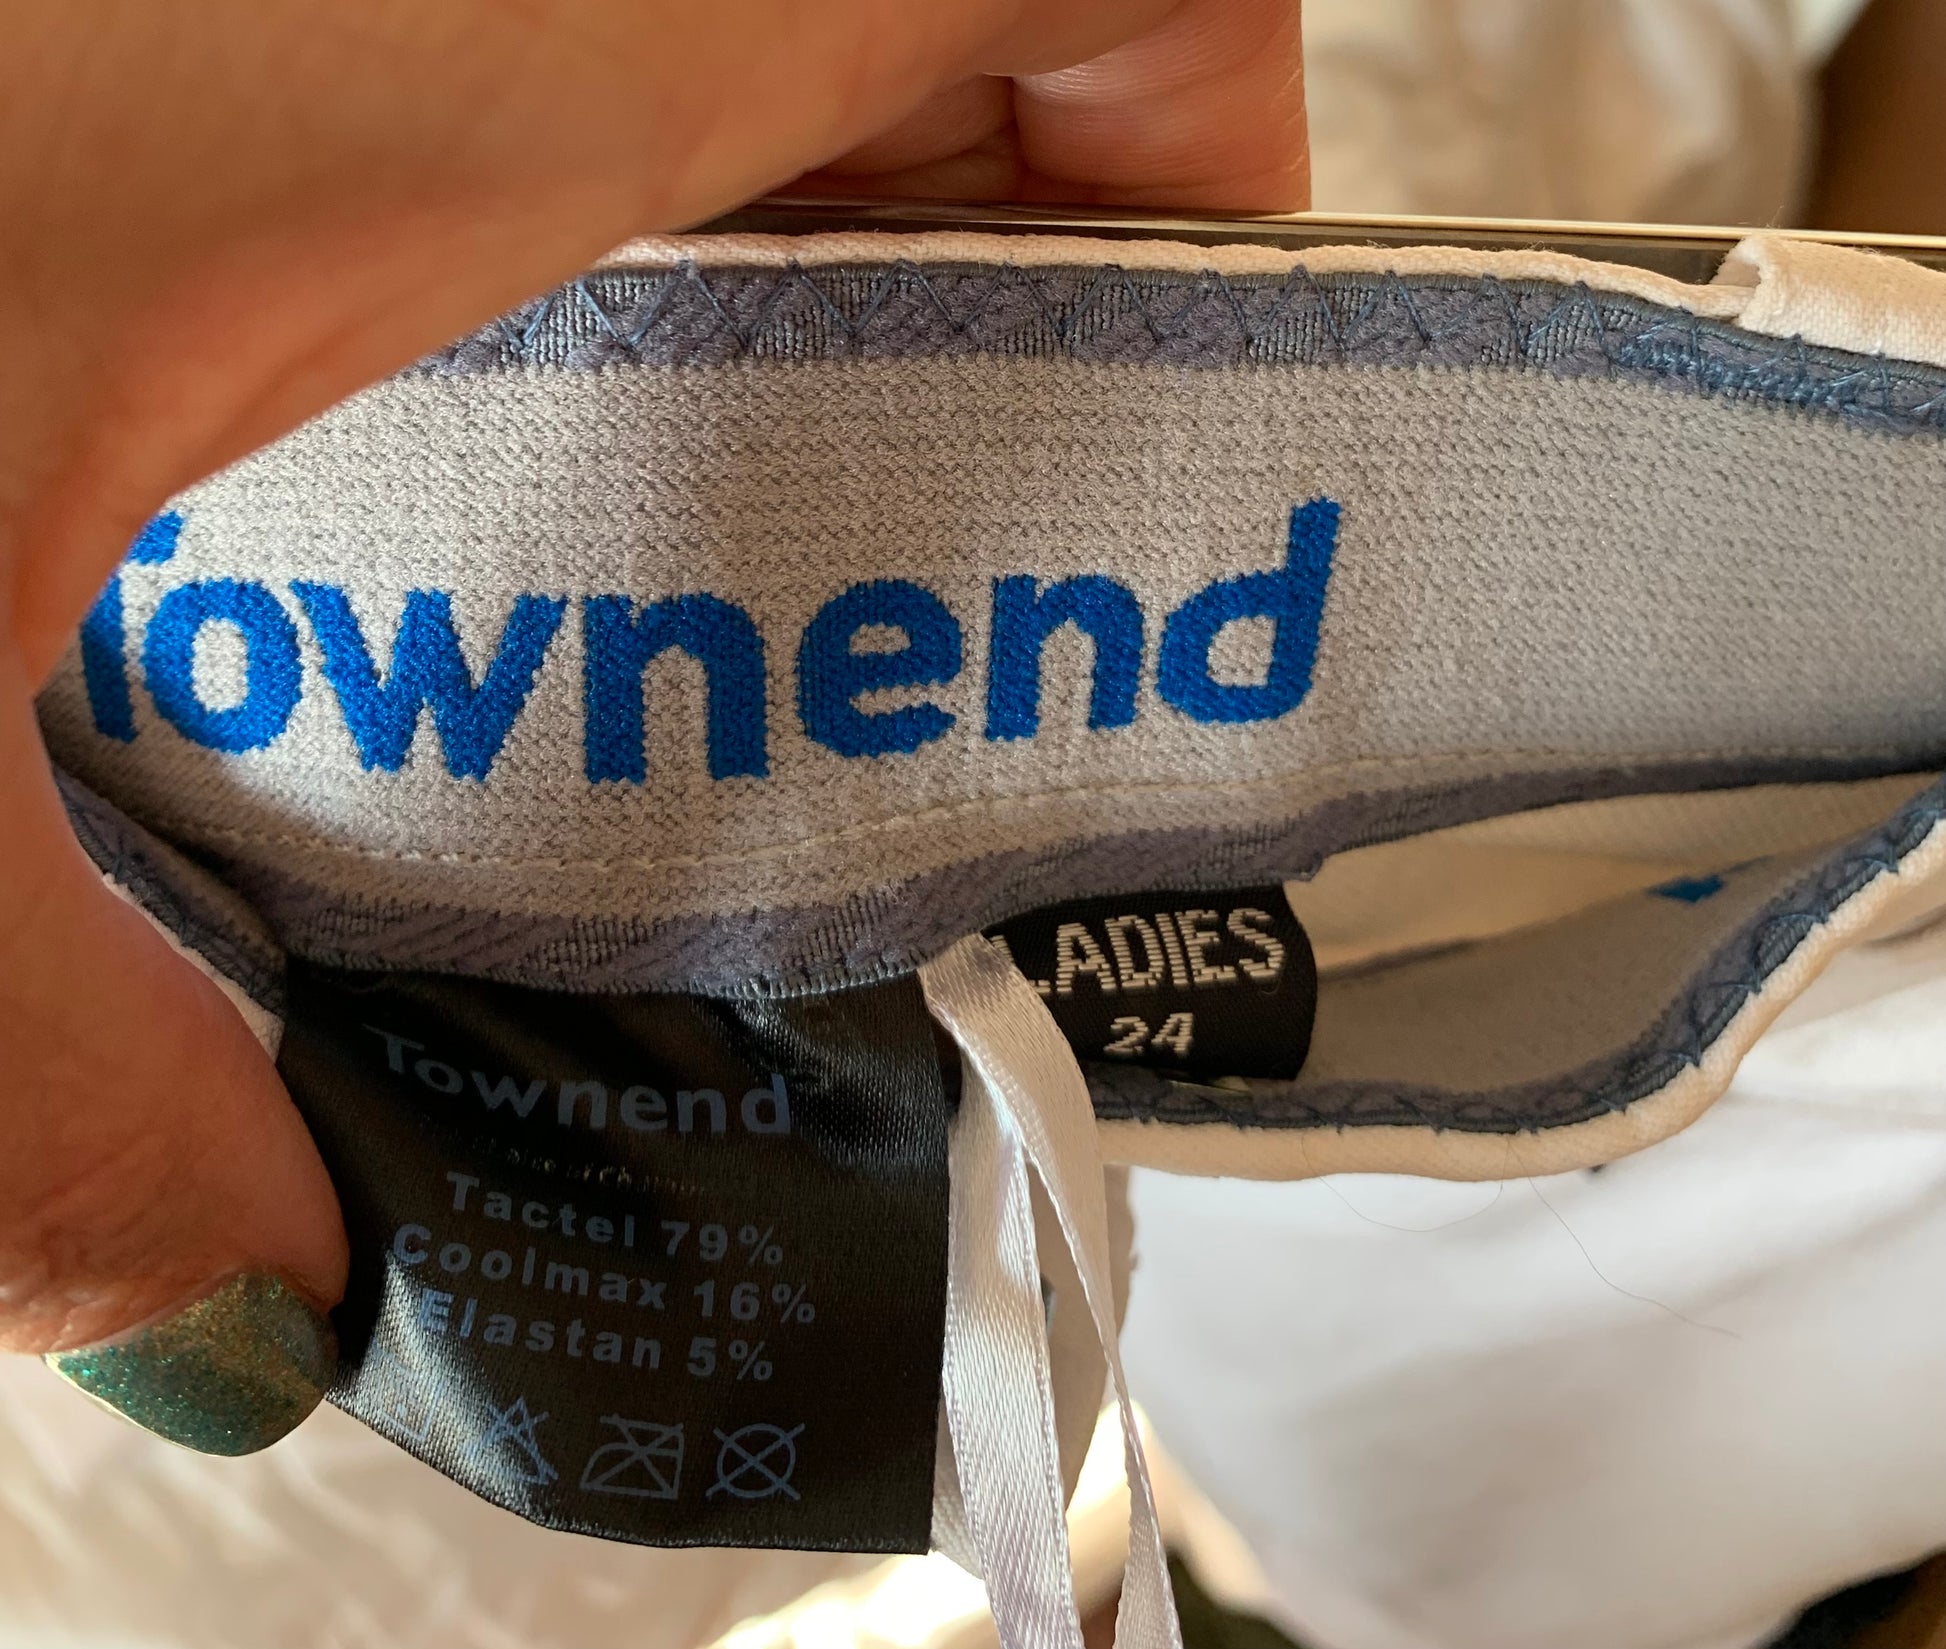 Townend
LADIES
24
Townend
Tactel 79%
Coolmax 16%
Elastan 5%